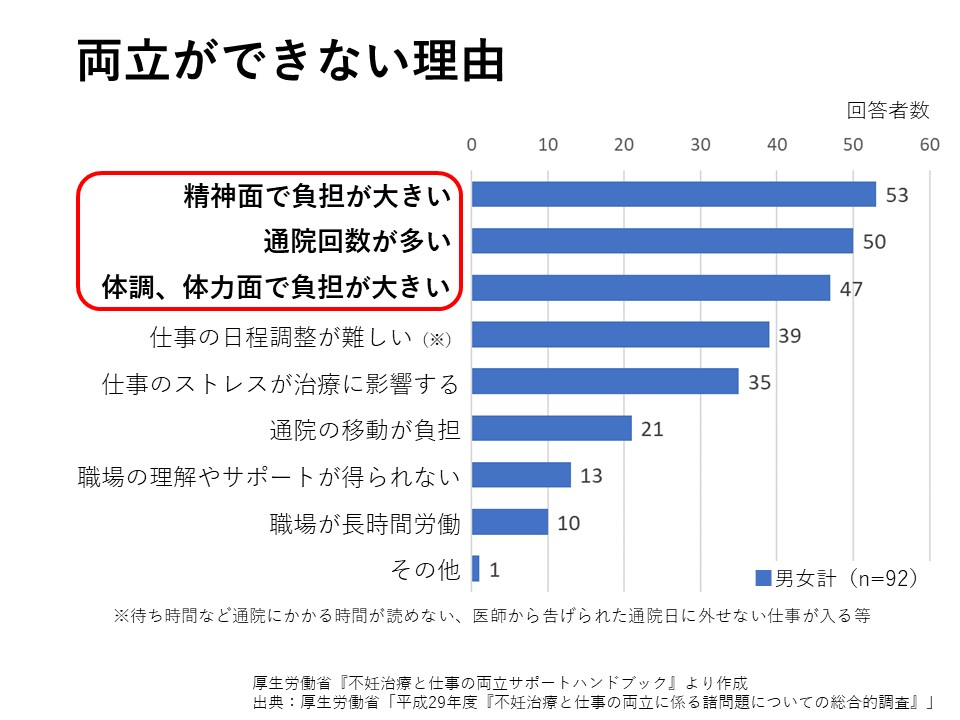 両立ができない理由
回答者数
0 10 20 30 40 50 60
精神面で負担が大きい 53
通院回数が多い 50
体調、体力面で負担が大きい 47
仕事の日程調整が難しい（※） 39
仕事のストレスが治療に影響する 35
通院の移動が負担 21
職場の理解やサポートが得られない 13
職場が長時間労働 10
その他 1
男女計（n=92）
※待ち時間など通院にかかる時間が読めない、医師から告げられた通院日に外せない仕事が入る等
厚生労働省『不妊治療と仕事の両立サポートハンドブック』より作成
出典：厚生労働省「平成29年度『不妊治療と仕事の両立に係る諸問題についての総合的調査』」